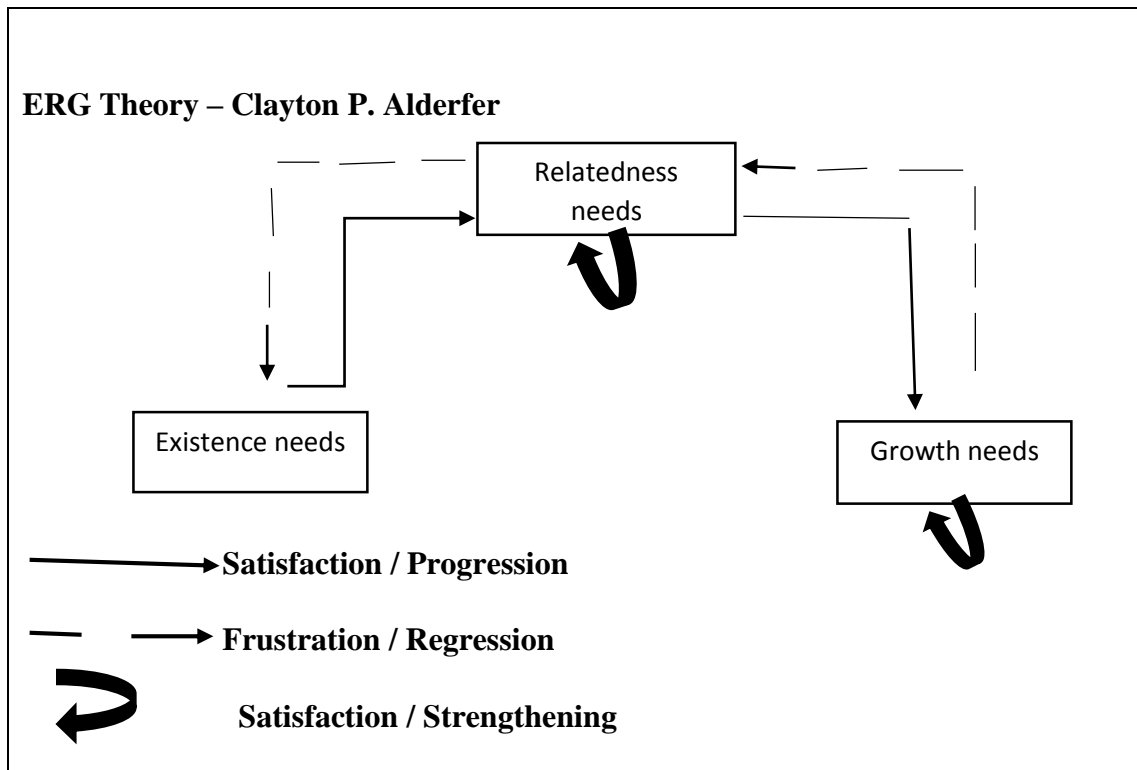 ERG Theory – Clayton P. Alderfer
Relatedness
needs
Existence needs
Growth needs
Satisfaction / Progression
Frustration / Regression
Satisfaction / Strengthening